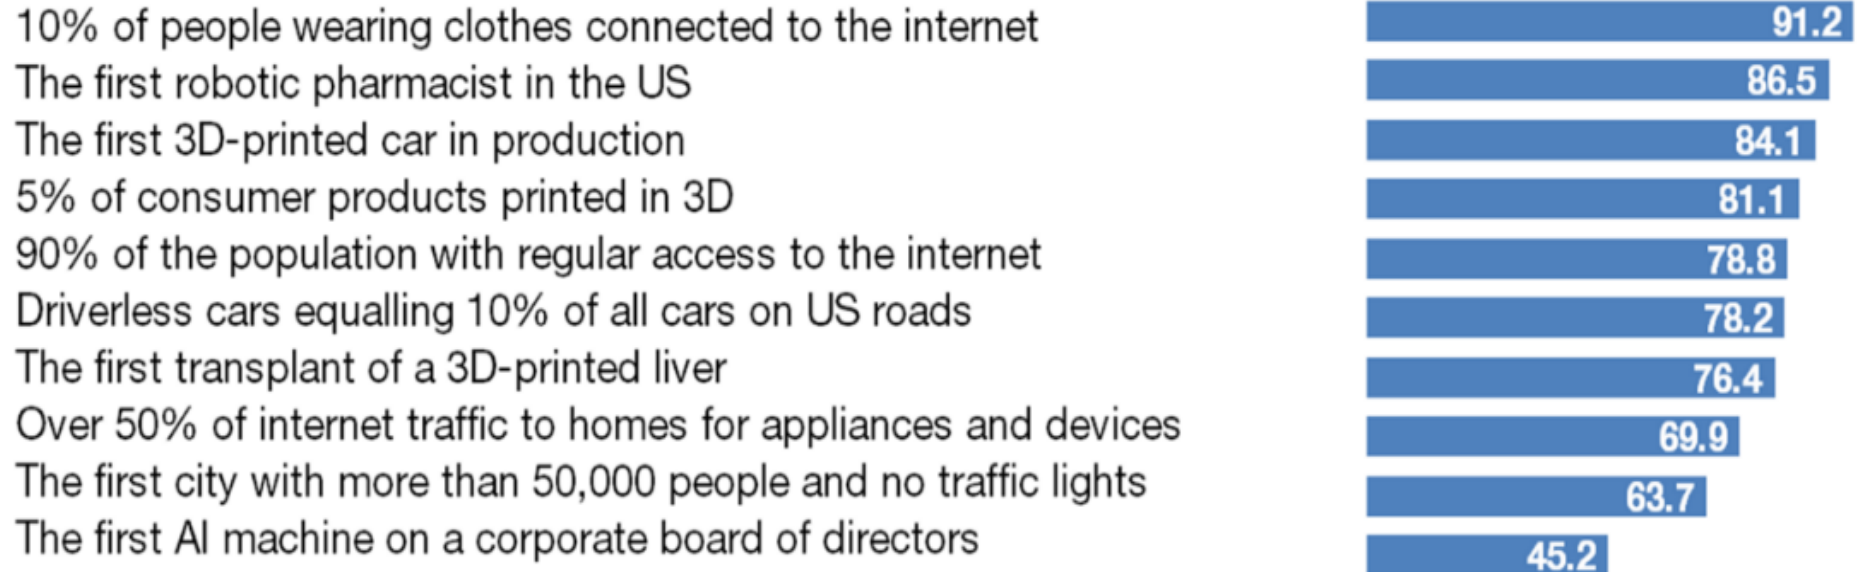 10% of people wearing clothes connected to the internet 91.2
The first robotic pharmacist in the US 86.5
The first 3D-printed car in production 84.1
5% of consumer products printed in 3D 81.1
90% of the population with regular access to the internet 78.8
Driverless cars equalling 10% of all cars on US roads 78.2
The first transplant of a 3D-printed liver 76.4
Over 50% of internet traffic to homes for appliances and devices 69.9
The first city with more than 50,000 people and no traffic lights 63.7
The first AI machine on a corporate board of directors 45.2